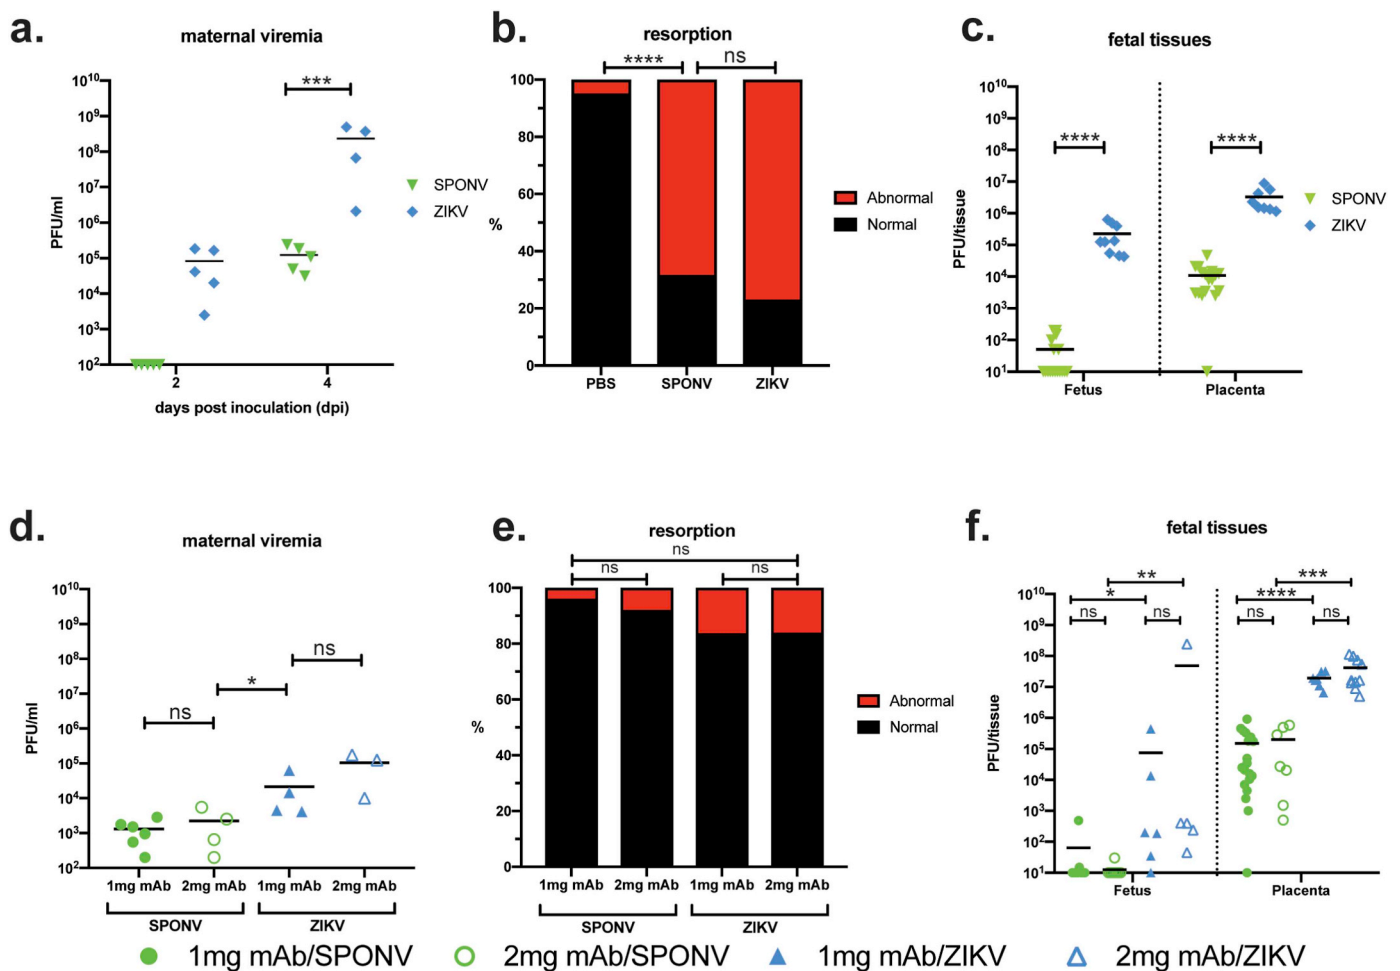 a.
maternal viremia
***
10^10
10^9
10^8
10^7
10^6
10^5
10^4
10^3
10^2
PFU/ml
2
4
days post inoculation (dpi)
SPONV
ZIKV
b.
resorption
****
ns
100
80
60
40
20
0
%
PBS
SPONV
ZIKV
Abnormal
Normal
c.
fetal tissues
****
****
10^10
10^9
10^8
10^7
10^6
10^5
10^4
10^3
10^2
10^1
PFU/tissue
Fetus
Placenta
SPONV
ZIKV
d.
maternal viremia
10^10
10^9
10^8
10^7
10^6
10^5
10^4
10^3
10^2
PFU/ml
ns
*
ns
1mg mAb
2mg mAb
1mg mAb
2mg mAb
SPONV
ZIKV
e.
resorption
ns
ns
ns
100
80
60
40
20
0
%
1mg mAb
2mg mAb
1mg mAb
2mg mAb
SPONV
ZIKV
Abnormal
Normal
f.
fetal tissues
**
*
ns
ns
***
****
ns
ns
10^10
10^9
10^8
10^7
10^6
10^5
10^4
10^3
10^2
10^1
PFU/tissue
Fetus
Placenta
1mg mAb/SPONV
2mg mAb/SPONV
1mg mAb/ZIKV
2mg mAb/ZIKV